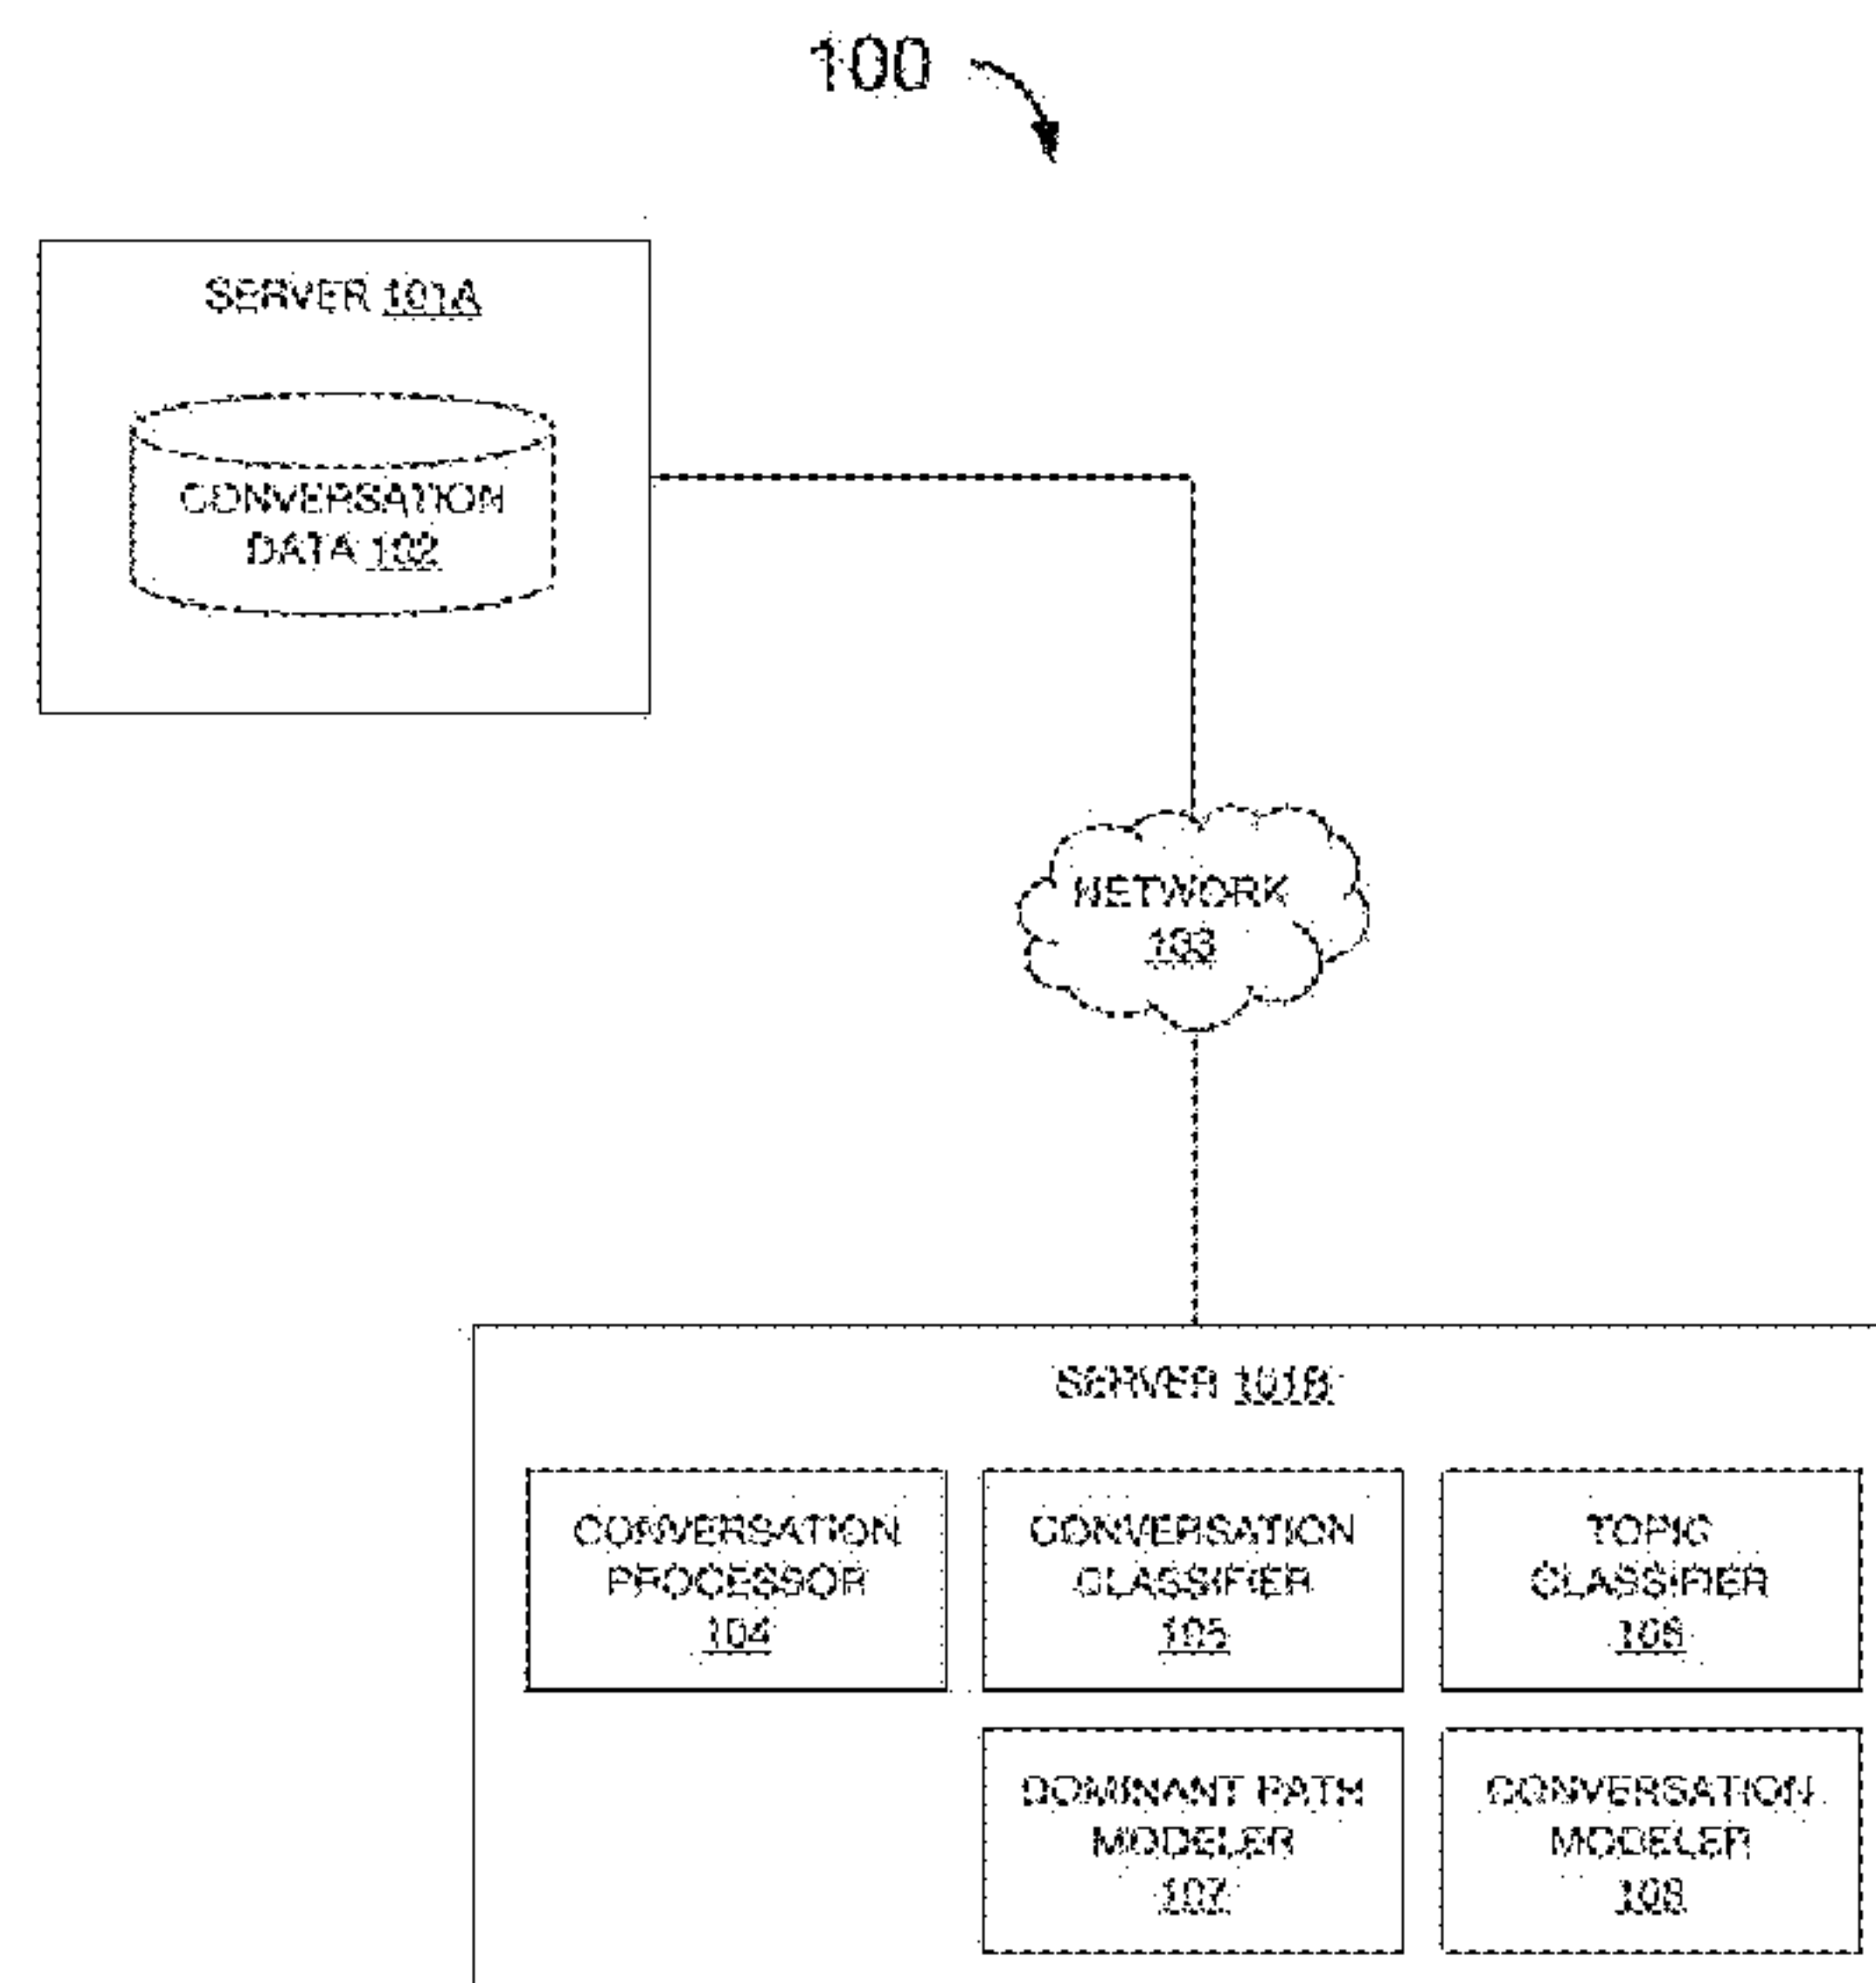 100
SERVER 101A
CONVERSATION
DATA 102
NETWORK
103
SERVER 101B
CONVERSATION
PROCESSOR
104
CONVERSATION
CLASSIFIER
105
TOPIC
CLASSIFIER
106
DOMINANT PATH
MODELER
107
CONVERSATION
MODELER
108